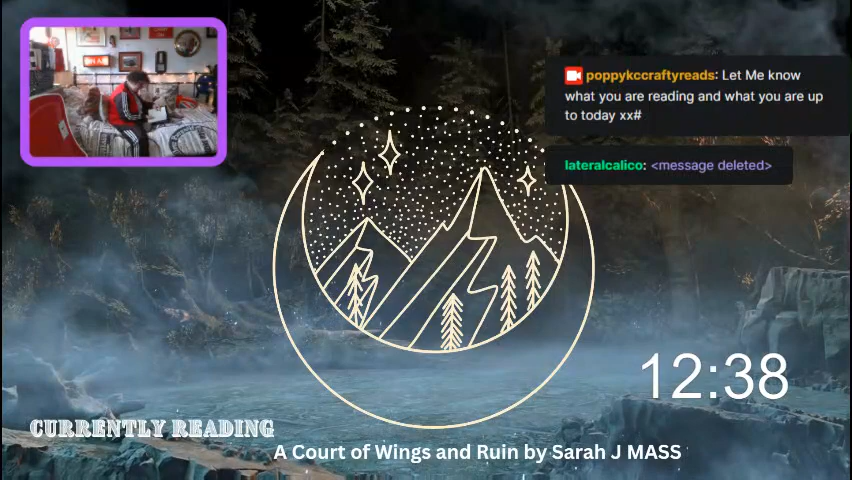 poppykccraftyreads: Let Me know
what you are reading and what you are up
to today xx#
lateralcalico: <message deleted>
12:38
CURRENTLY READING
A Court of Wings and Ruin by Sarah J MASS